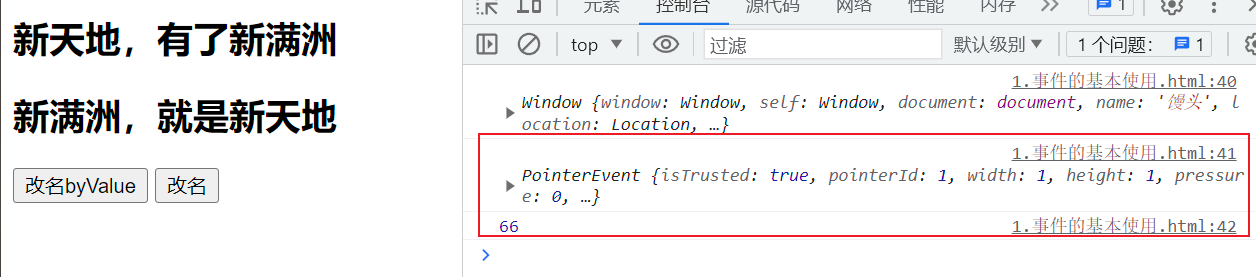 新天地，有了新满洲
新满洲，就是新天地
改名byValue 改名
元素 控制台 源代码 网络 性能 内存 1
top 过滤 默认级别 1 个问题： 1
1.事件的基本使用.html:40
Window {window: Window, self: Window, document: document, name: '馒头', l
ocation: Location, …}
1.事件的基本使用.html:41
PointerEvent {isTrusted: true, pointerId: 1, width: 1, height: 1, pressur
e: 0, …}
66 1.事件的基本使用.html:42